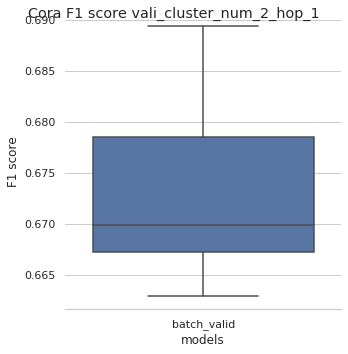 Cora F1 score vali_cluster_num_2_hop_1
0.690
0.685
0.680
0.675
0.670
0.665
F1 score
batch_valid
models